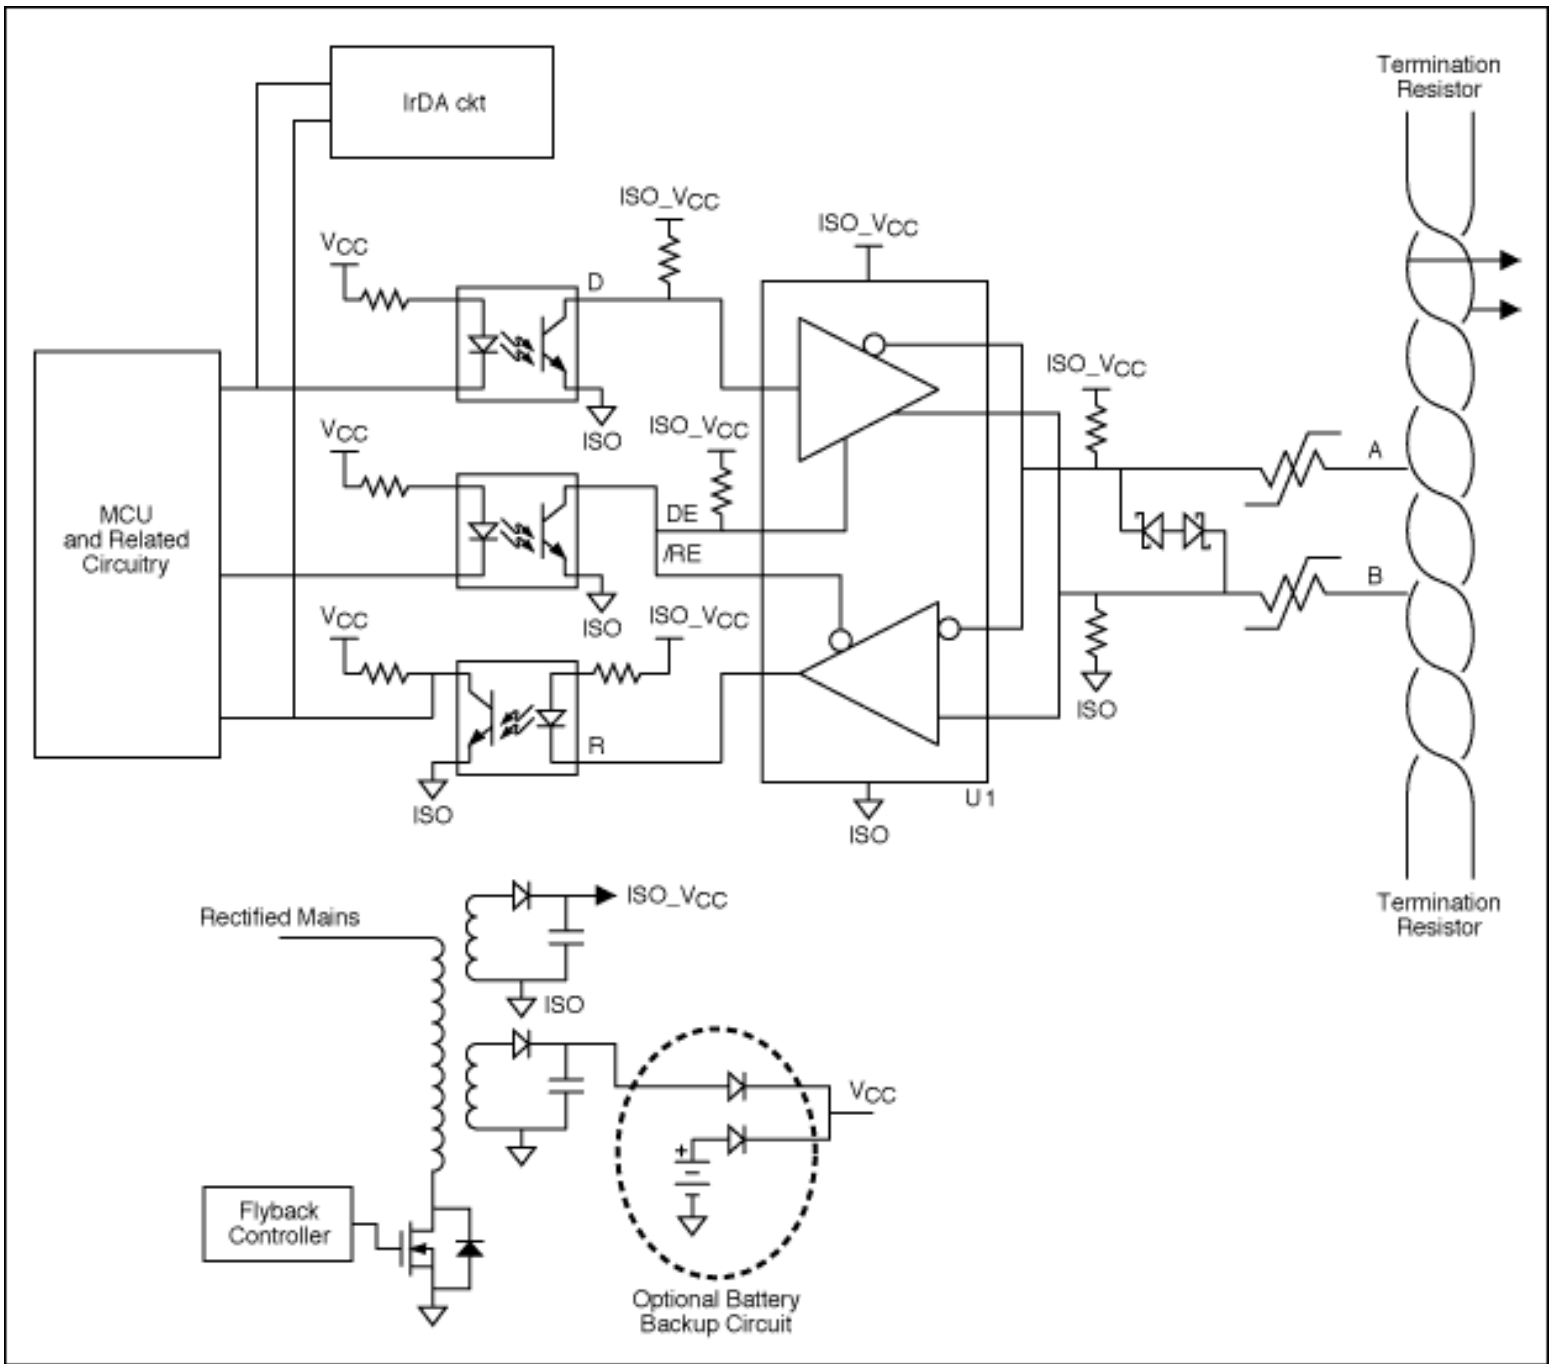 Termination
Resistor
IrDA ckt
ISO_VCC
ISO_VCC
VCC
D
ISO_VCC
ISO
VCC
ISO_VCC
A
MCU
and Related
Circuitry
DE
/RE
B
ISO
VCC
ISO_VCC
ISO
R
ISO
U1
ISO
Rectified Mains
ISO_VCC
Termination
Resistor
ISO
VCC
+
Flyback
Controller
Optional Battery
Backup Circuit